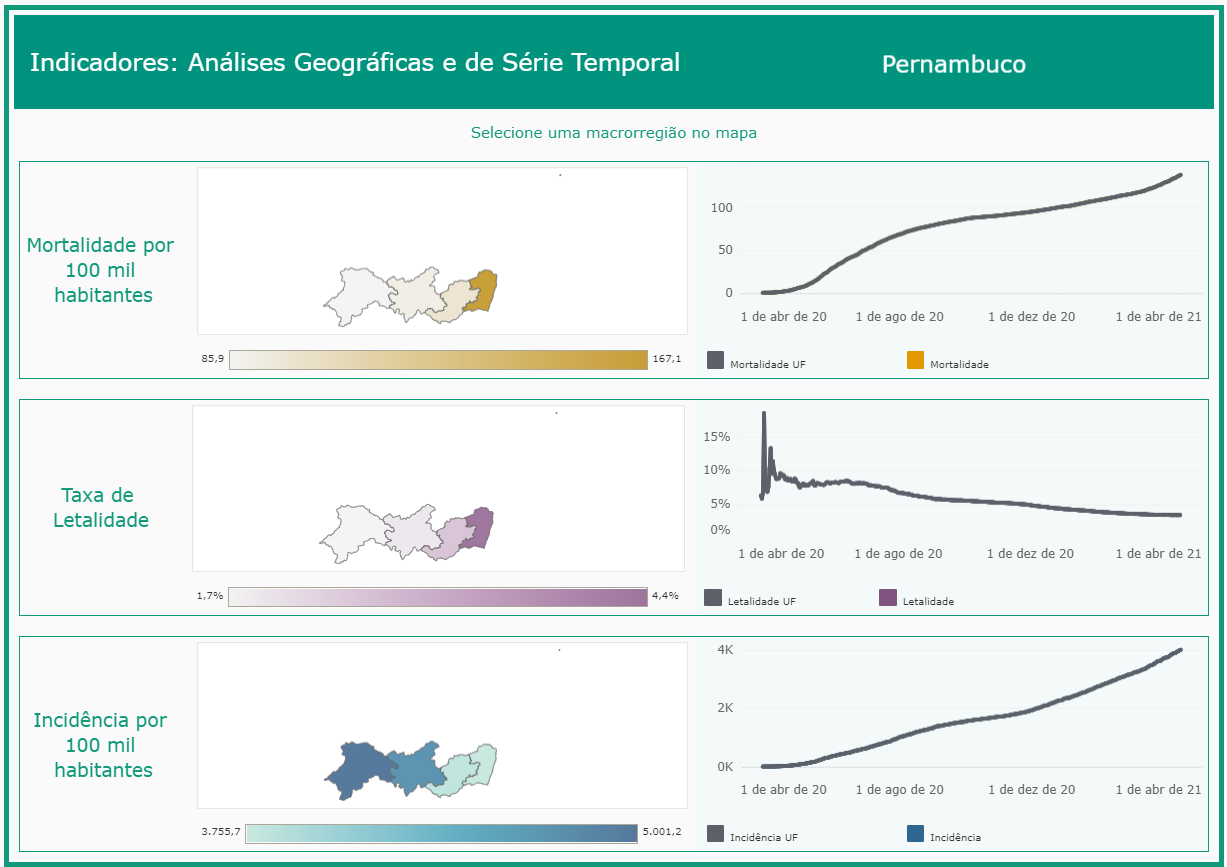 Indicadores: Análises Geográficas e de Série Temporal
Pernambuco
Selecione uma macrorregião no mapa
Mortalidade por
100 mil
habitantes
85,9
167,1
100
50
0
1 de abr de 20
1 de ago de 20
1 de dez de 20
1 de abr de 21
Mortalidade UF
Mortalidade
Taxa de
Letalidade
1,7%
4,4%
15%
10%
5%
0%
1 de abr de 20
1 de ago de 20
1 de dez de 20
1 de abr de 21
Letalidade UF
Letalidade
Incidência por
100 mil
habitantes
3.755,7
5.001,2
4K
2K
0K
1 de abr de 20
1 de ago de 20
1 de dez de 20
1 de abr de 21
Incidência UF
Incidência